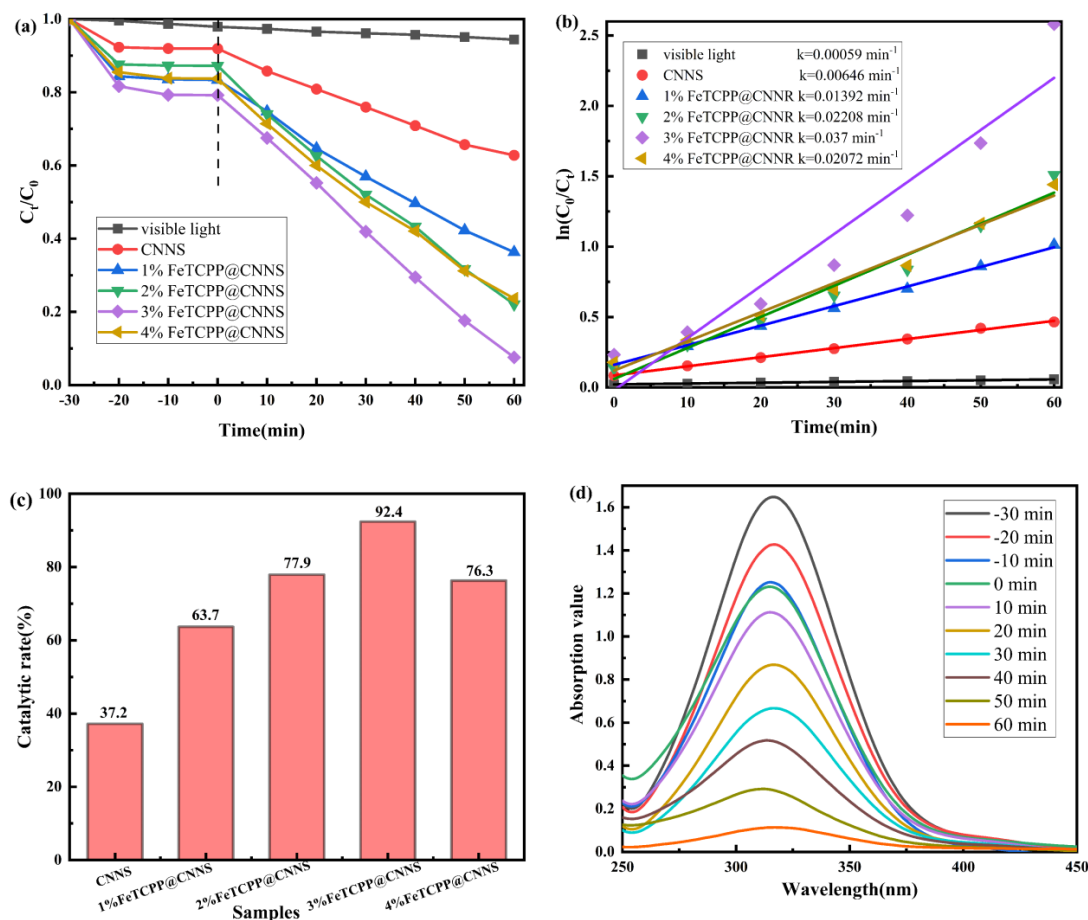 (a)
1.0
0.8
0.6
0.4
0.2
0.0
Cₜ/C₀
visible light
CNNS
1% FeTCPP@CNNS
2% FeTCPP@CNNS
3% FeTCPP@CNNS
4% FeTCPP@CNNS
-30 -20 -10 0 10 20 30 40 50 60
Time(min)
(b)
2.5
2.0
1.5
1.0
0.5
0.0
ln(C₀/Cₜ)
visible light k=0.00059 min⁻¹
CNNS k=0.00646 min⁻¹
1% FeTCPP@CNNR k=0.01392 min⁻¹
2% FeTCPP@CNNR k=0.02208 min⁻¹
3% FeTCPP@CNNR k=0.037 min⁻¹
4% FeTCPP@CNNR k=0.02072 min⁻¹
0 10 20 30 40 50 60
Time(min)
(c)
100
80
60
40
20
0
Catalytic rate(%)
37.2
63.7
77.9
92.4
76.3
CNNS
1%FeTCPP@CNNS
2%FeTCPP@CNNS
3%FeTCPP@CNNS
4%FeTCPP@CNNS
Samples
(d)
1.6
1.4
1.2
1.0
0.8
0.6
0.4
0.2
0.0
Absorption value
-30 min
-20 min
-10 min
0 min
10 min
20 min
30 min
40 min
50 min
60 min
250 300 350 400 450
Wavelength(nm)